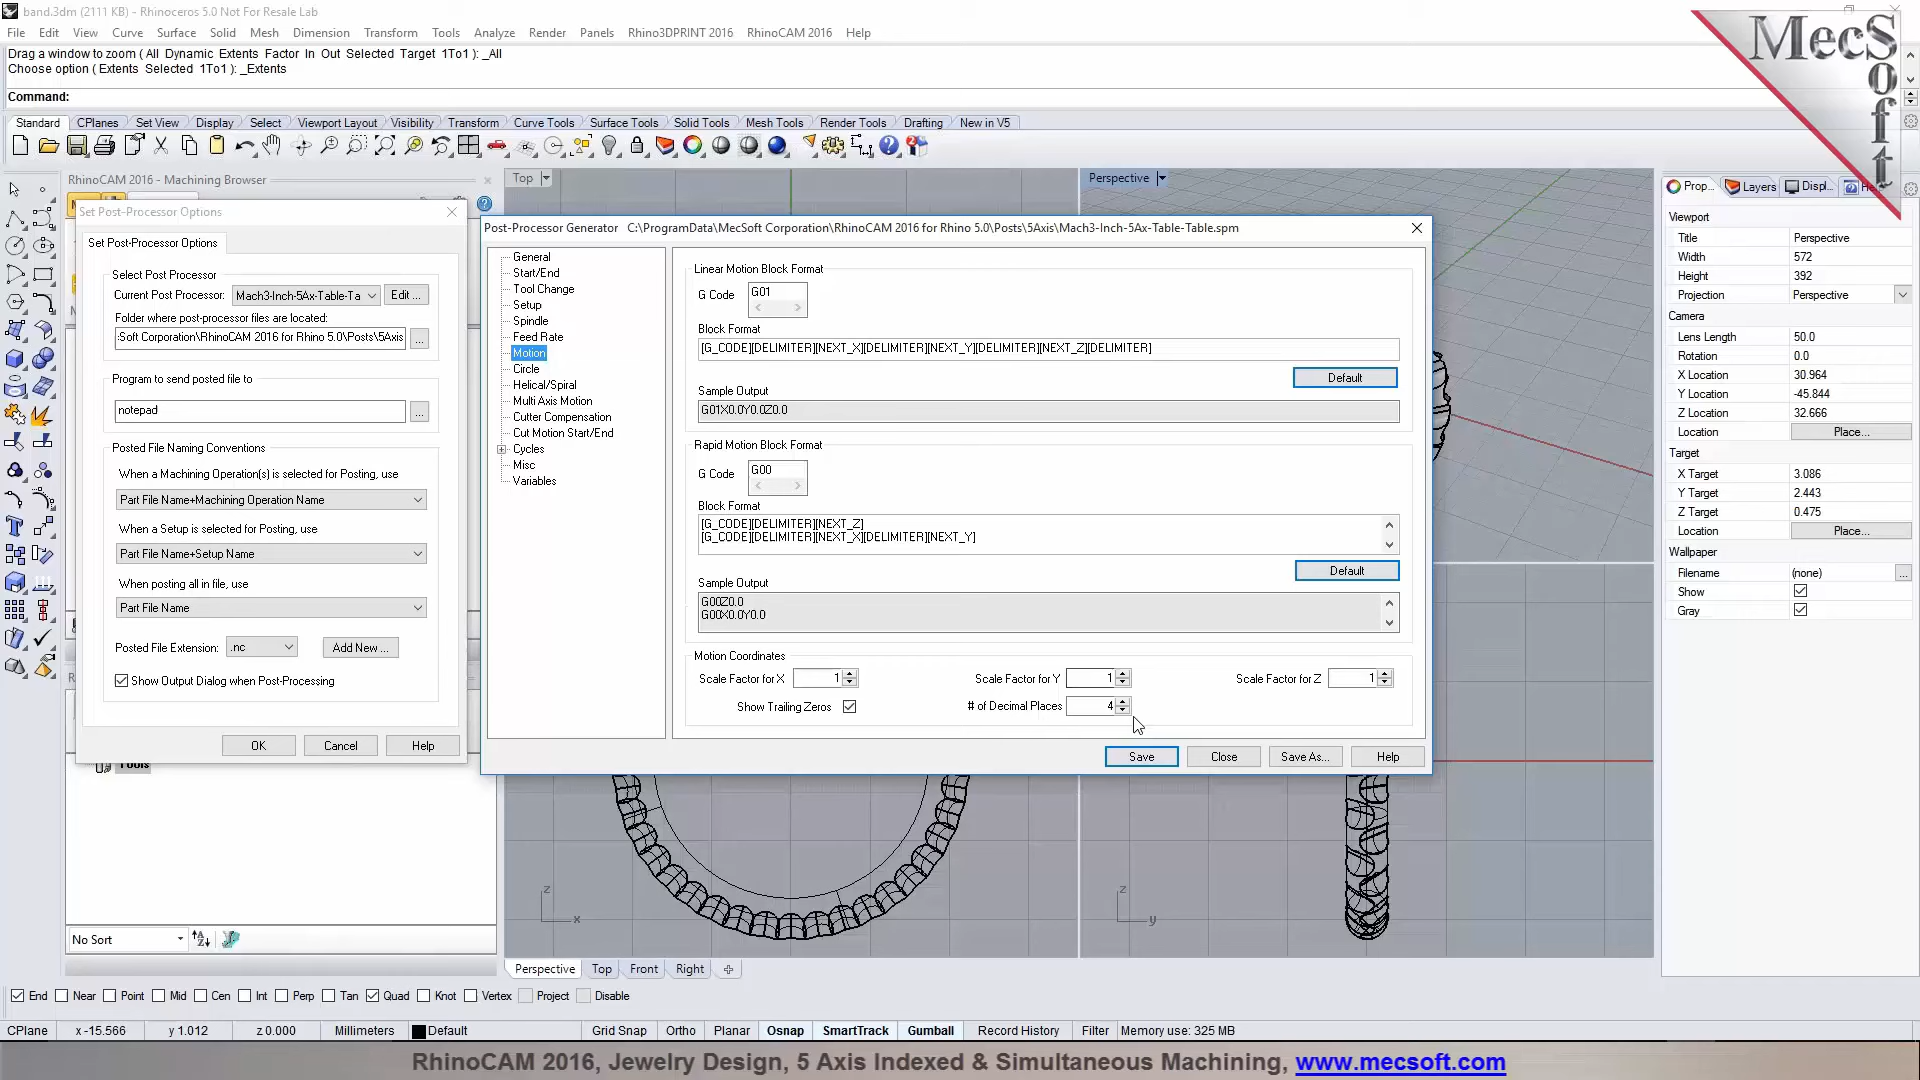 band.3dm (2111 KB) - Rhinoceros 5.0 Not For Resale Lab
File Edit View Curve Surface Solid Mesh Dimension Transform Tools Analyze Render Panels Rhino3DPRINT 2016 RhinoCAM 2016 Help
Drag a window to zoom ( All Dynamic Extents Factor In Out Selected Target 1To1 ): _All
Choose option ( Extents Selected 1To1 ): _Extents
Command:
MecSoft
Standard CPlanes Set View Display Select Viewport Layout Visibility Transform Curve Tools Surface Tools Solid Tools Mesh Tools Render Tools Drafting New in V5
RhinoCAM 2016 - Machining Browser
Set Post-Processor Options
Set Post-Processor Options
Select Post Processor
Current Post Processor: Mach3-Inch-5Ax-Table-Ta Edit ...
Folder where post-processor files are located:
:Soft Corporation\RhinoCAM 2016 for Rhino 5.0\Posts\5Axis ...
Program to send posted file to
notepad ...
Posted File Naming Conventions
When a Machining Operation(s) is selected for Posting, use
Part File Name+Machining Operation Name
When a Setup is selected for Posting, use
Part File Name+Setup Name
When posting all in file, use
Part File Name
Posted File Extension: .nc Add New ...
Show Output Dialog when Post-Processing
OK Cancel Help
Tools
No Sort
Top
Perspective
Post-Processor Generator C:\ProgramData\MecSoft Corporation\RhinoCAM 2016 for Rhino 5.0\Posts\5Axis\Mach3-Inch-5Ax-Table-Table.spm
General
Start/End
Tool Change
Setup
Spindle
Feed Rate
Motion
Circle
Helical/Spiral
Multi Axis Motion
Cutter Compensation
Cut Motion Start/End
Cycles
Misc
Variables
Linear Motion Block Format
G Code G01
Block Format
[G_CODE][DELIMITER][NEXT_X][DELIMITER][NEXT_Y][DELIMITER][NEXT_Z][DELIMITER]
Default
Sample Output
G01X0.0Y0.0Z0.0
Rapid Motion Block Format
G Code G00
Block Format
[G_CODE][DELIMITER][NEXT_Z]
[G_CODE][DELIMITER][NEXT_X][DELIMITER][NEXT_Y]
Default
Sample Output
G00Z0.0
G00X0.0Y0.0
Motion Coordinates
Scale Factor for X 1 Scale Factor for Y 1 Scale Factor for Z 1
Show Trailing Zeros # of Decimal Places 4
Save Close Save As... Help
z x
z y
Prop... Layers Displ...
Viewport
Title Perspective
Width 572
Height 392
Projection Perspective
Camera
Lens Length 50.0
Rotation 0.0
X Location 30.964
Y Location -45.844
Z Location 32.666
Location Place...
Target
X Target 3.086
Y Target 2.443
Z Target 0.475
Location Place...
Wallpaper
Filename (none) ...
Show
Gray
Perspective Top Front Right
End Near Point Mid Cen Int Perp Tan Quad Knot Vertex Project Disable
CPlane x -15.566 y 1.012 z 0.000 Millimeters Default Grid Snap Ortho Planar Osnap SmartTrack Gumball Record History Filter Memory use: 325 MB
RhinoCAM 2016, Jewelry Design, 5 Axis Indexed & Simultaneous Machining, www.mecsoft.com